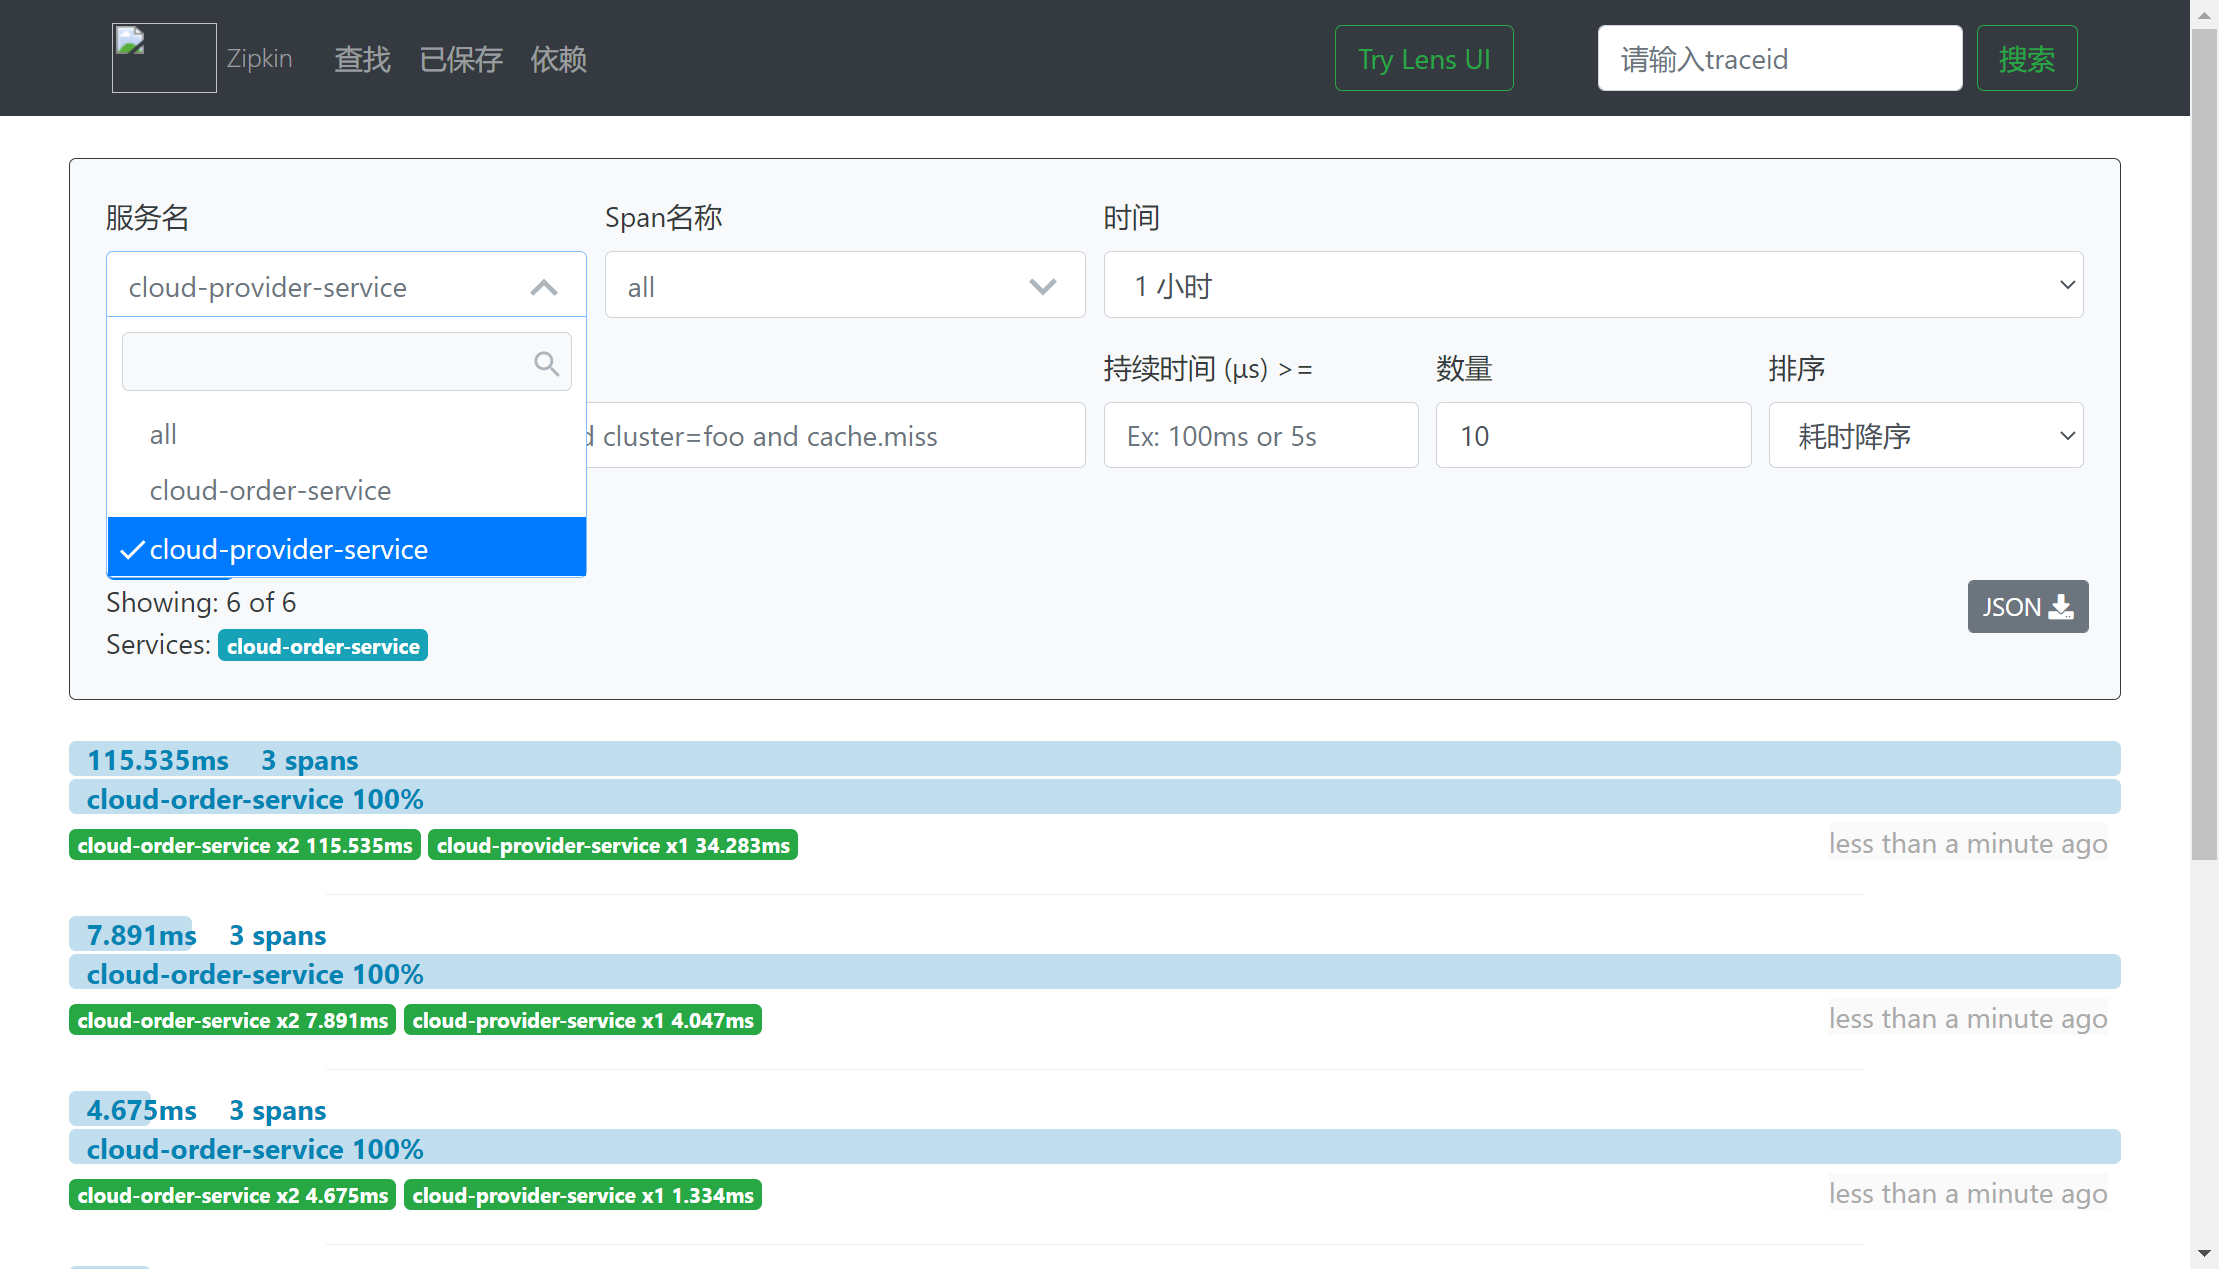 Zipkin 查找 已保存 依赖 Try Lens UI 请输入traceid 搜索
服务名 Span名称 时间
cloud-provider-service all 1 小时
持续时间 (μs) >= 数量 排序
cluster=foo and cache.miss Ex: 100ms or 5s 10 耗时降序
all
cloud-order-service
cloud-provider-service
Showing: 6 of 6
JSON
Services: cloud-order-service
115.535ms 3 spans
cloud-order-service 100%
cloud-order-service x2 115.535ms cloud-provider-service x1 34.283ms less than a minute ago
7.891ms 3 spans
cloud-order-service 100%
cloud-order-service x2 7.891ms cloud-provider-service x1 4.047ms less than a minute ago
4.675ms 3 spans
cloud-order-service 100%
cloud-order-service x2 4.675ms cloud-provider-service x1 1.334ms less than a minute ago